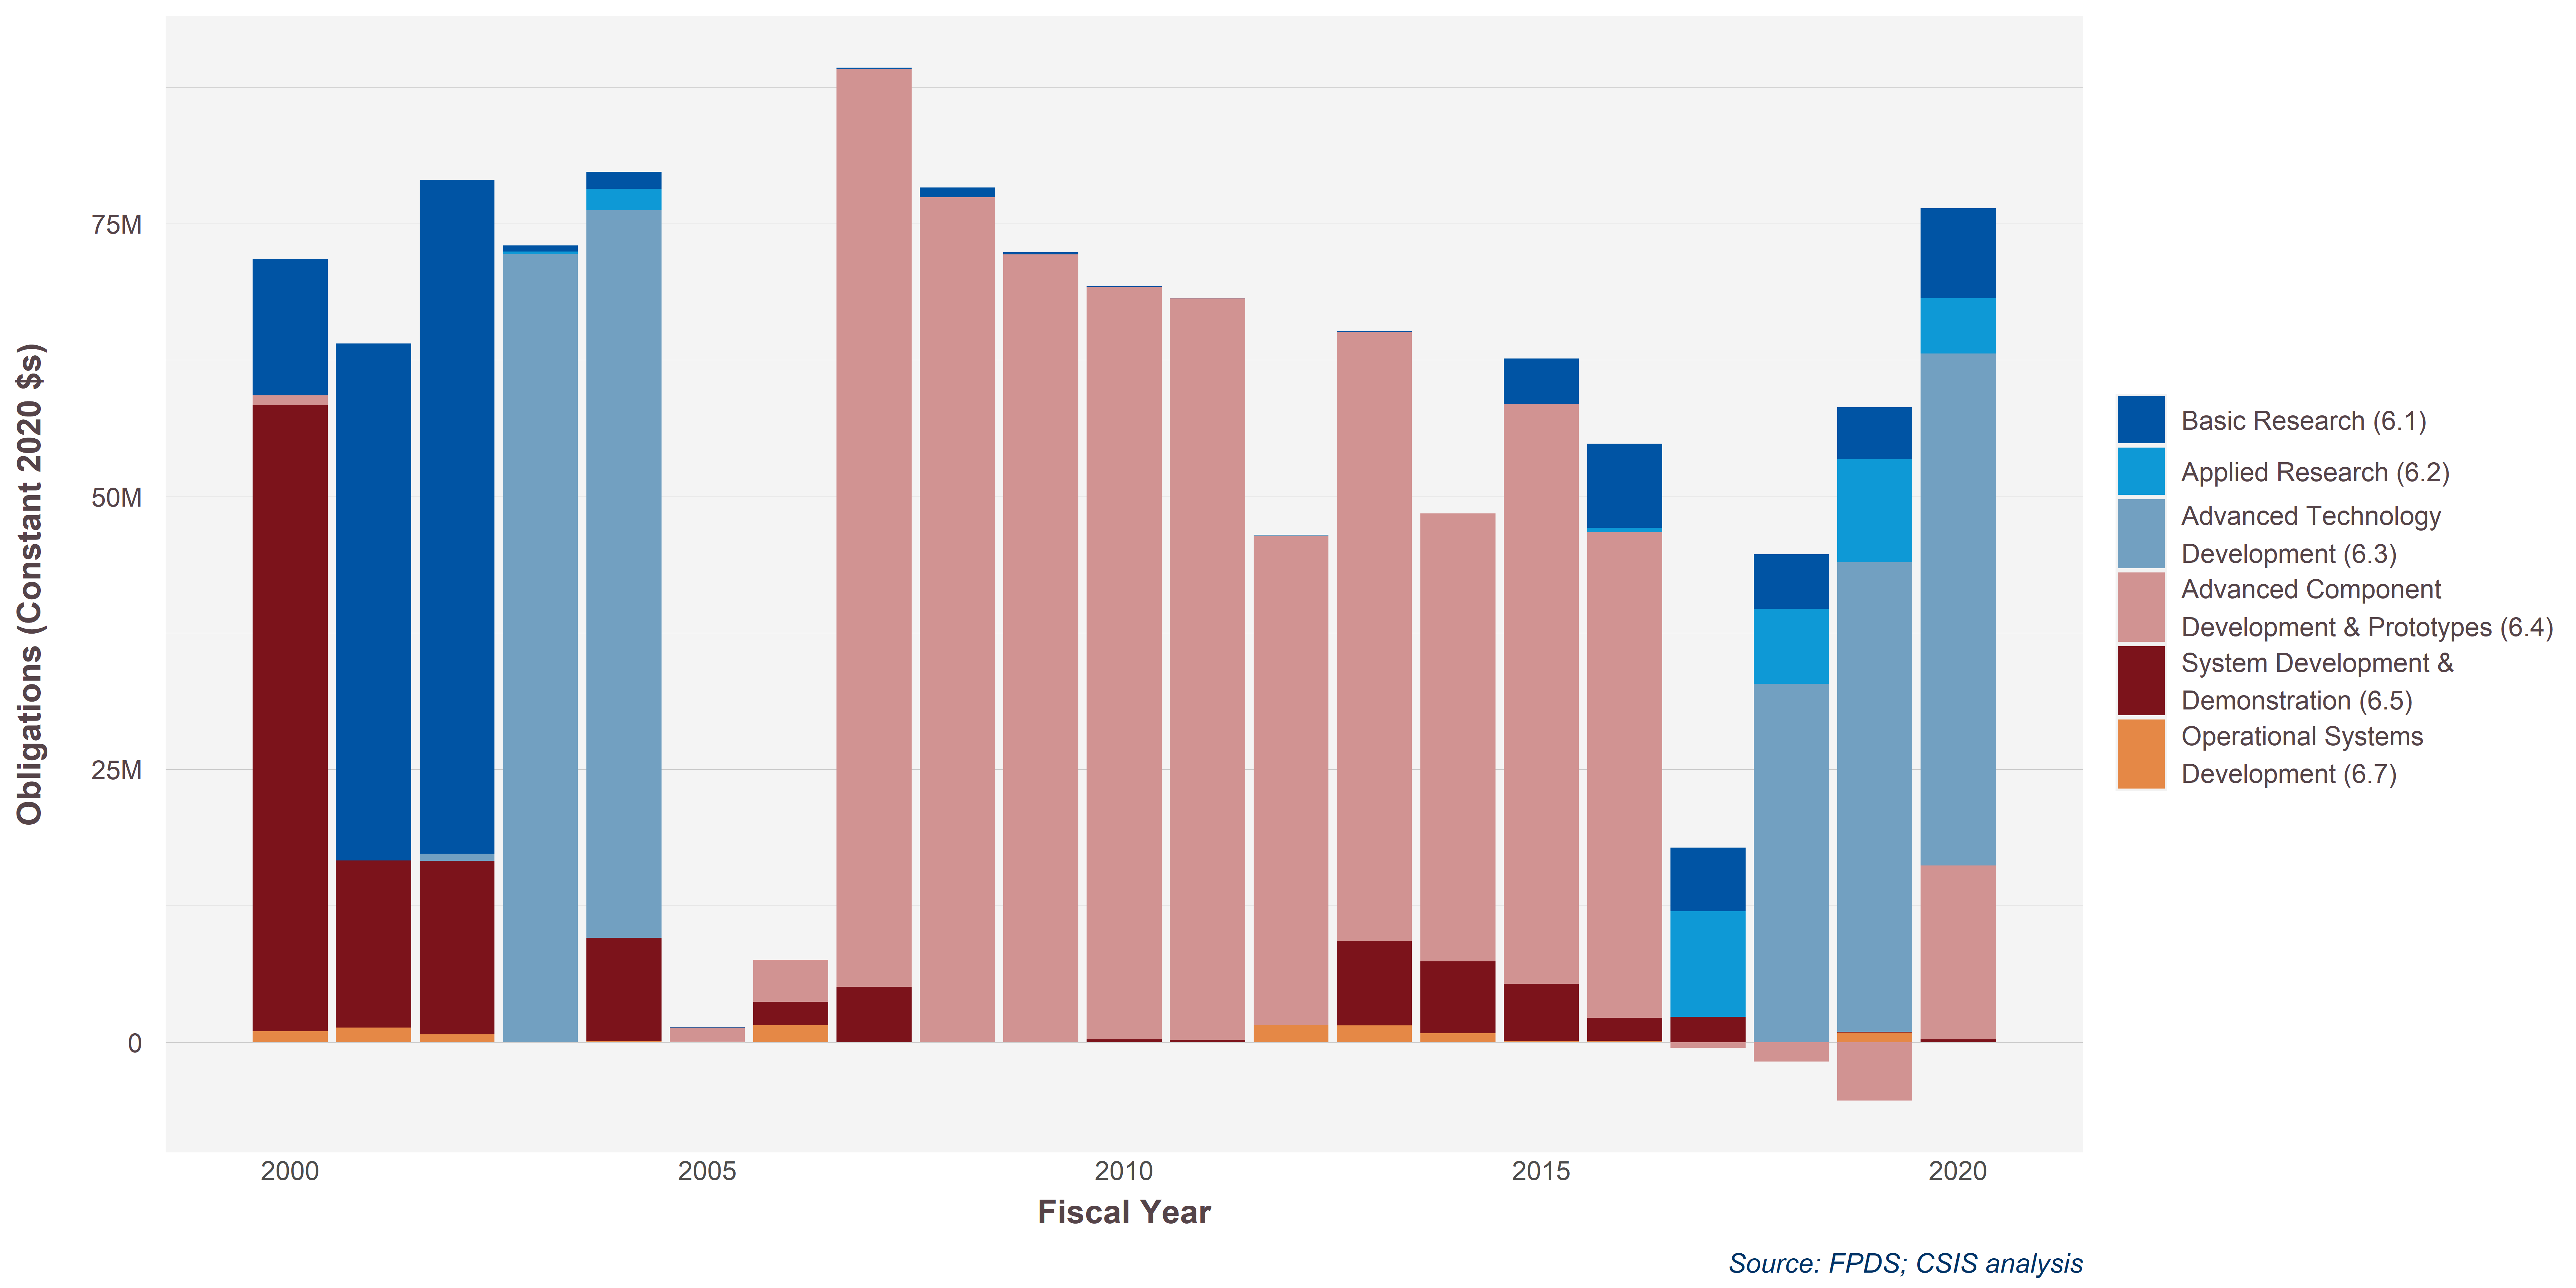 Obligations (Constant 2020 $s)
75M
50M
25M
0
2000
2005
2010
2015
2020
Fiscal Year
Basic Research (6.1)
Applied Research (6.2)
Advanced Technology
Development (6.3)
Advanced Component
Development & Prototypes (6.4)
System Development &
Demonstration (6.5)
Operational Systems
Development (6.7)
Source: FPDS; CSIS analysis